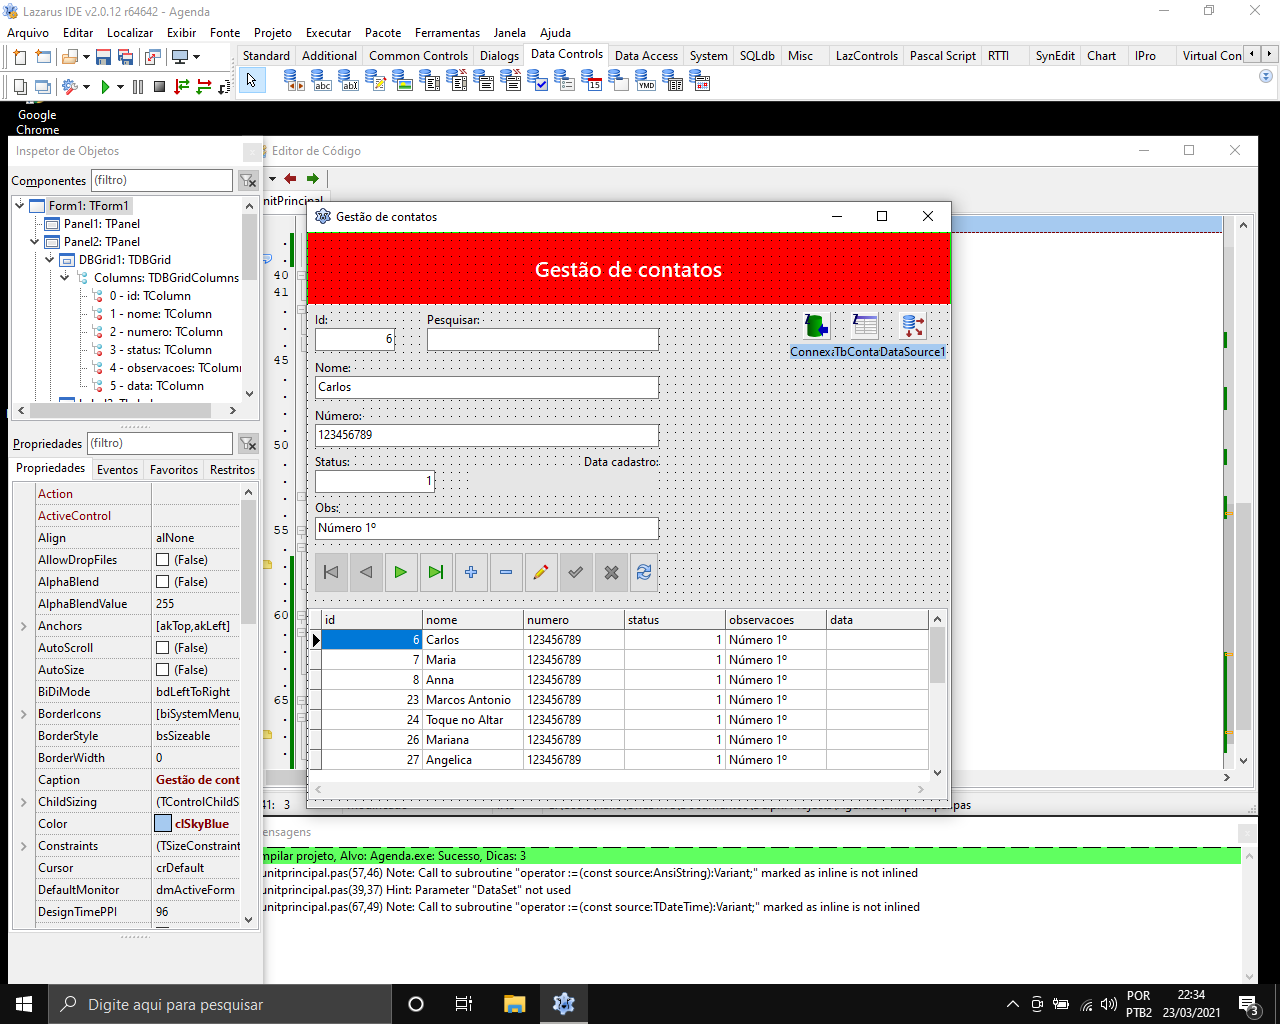 Lazarus IDE v2.0.12 r64642 - Agenda
Arquivo Editar Localizar Exibir Fonte Projeto Executar Pacote Ferramentas Janela Ajuda
Standard Additional Common Controls Dialogs Data Controls Data Access System SQLdb Misc LazControls Pascal Script RTTI SynEdit Chart IPro Virtual Con
Google
Chrome
Inspetor de Objetos
Editor de Código
Componentes (filtro)
nitPrincipal
Form1: TForm1
Panel1: TPanel
Panel2: TPanel
DBGrid1: TDBGrid
Columns: TDBGridColumns
0 - id: TColumn
1 - nome: TColumn
2 - numero: TColumn
3 - status: TColumn
4 - observacoes: TColumn
5 - data: TColumn
Propriedades (filtro)
Propriedades Eventos Favoritos Restritos
Action
ActiveControl
Align alNone
AllowDropFiles (False)
AlphaBlend (False)
AlphaBlendValue 255
Anchors [akTop,akLeft]
AutoScroll (False)
AutoSize (False)
BiDiMode bdLeftToRight
BorderIcons [biSystemMenu,
BorderStyle bsSizeable
BorderWidth 0
Caption Gestão de cont
ChildSizing (TControlChildS
Color clSkyBlue
Constraints (TSizeConstraint
Cursor crDefault
DefaultMonitor dmActiveForm
DesignTimePPI 96
40
41
45
50
55
60
65
Gestão de contatos
Gestão de contatos
Id: Pesquisar:
6
Connexa TbConta DataSource1
Nome:
Carlos
Número:
123456789
Status: Data cadastro:
1
Obs:
Número 1º
id nome numero status observacoes data
6 Carlos 123456789 1 Número 1º
7 Maria 123456789 1 Número 1º
8 Anna 123456789 1 Número 1º
23 Marcos Antonio 123456789 1 Número 1º
24 Toque no Altar 123456789 1 Número 1º
26 Mariana 123456789 1 Número 1º
27 Angelica 123456789 1 Número 1º
41: 3
ensagens
mpilar projeto, Alvo: Agenda.exe: Sucesso, Dicas: 3
unitprincipal.pas(57,46) Note: Call to subroutine "operator :=(const source:AnsiString):Variant;" marked as inline is not inlined
unitprincipal.pas(39,37) Hint: Parameter "DataSet" not used
unitprincipal.pas(67,49) Note: Call to subroutine "operator :=(const source:TDateTime):Variant;" marked as inline is not inlined
Digite aqui para pesquisar
POR
PTB2
22:34
23/03/2021
3